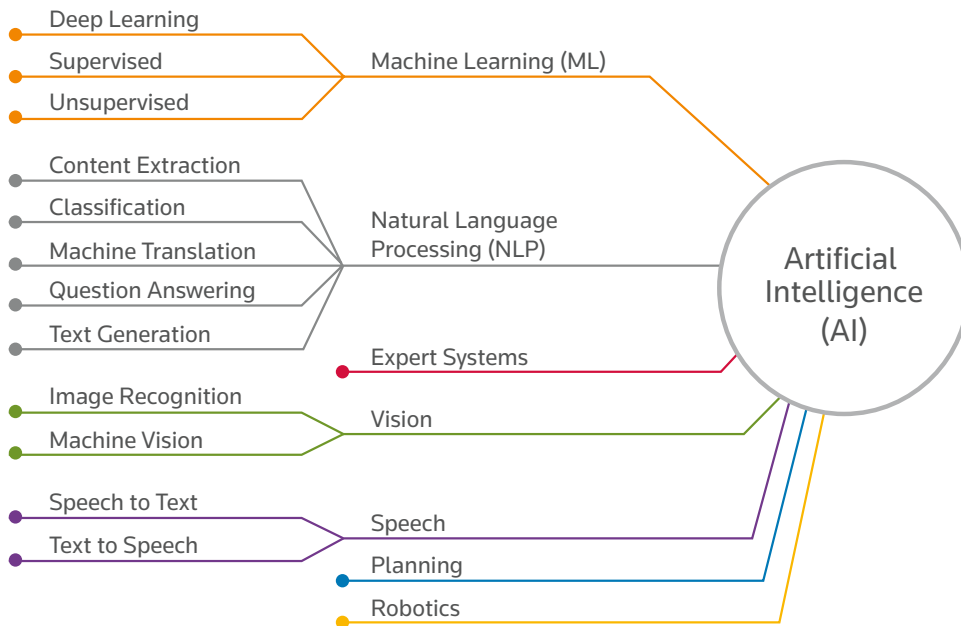 Deep Learning
Supervised
Unsupervised
Machine Learning (ML)
Content Extraction
Classification
Machine Translation
Question Answering
Text Generation
Natural Language
Processing (NLP)
Expert Systems
Image Recognition
Machine Vision
Vision
Speech to Text
Text to Speech
Speech
Planning
Robotics
Artificial
Intelligence
(AI)